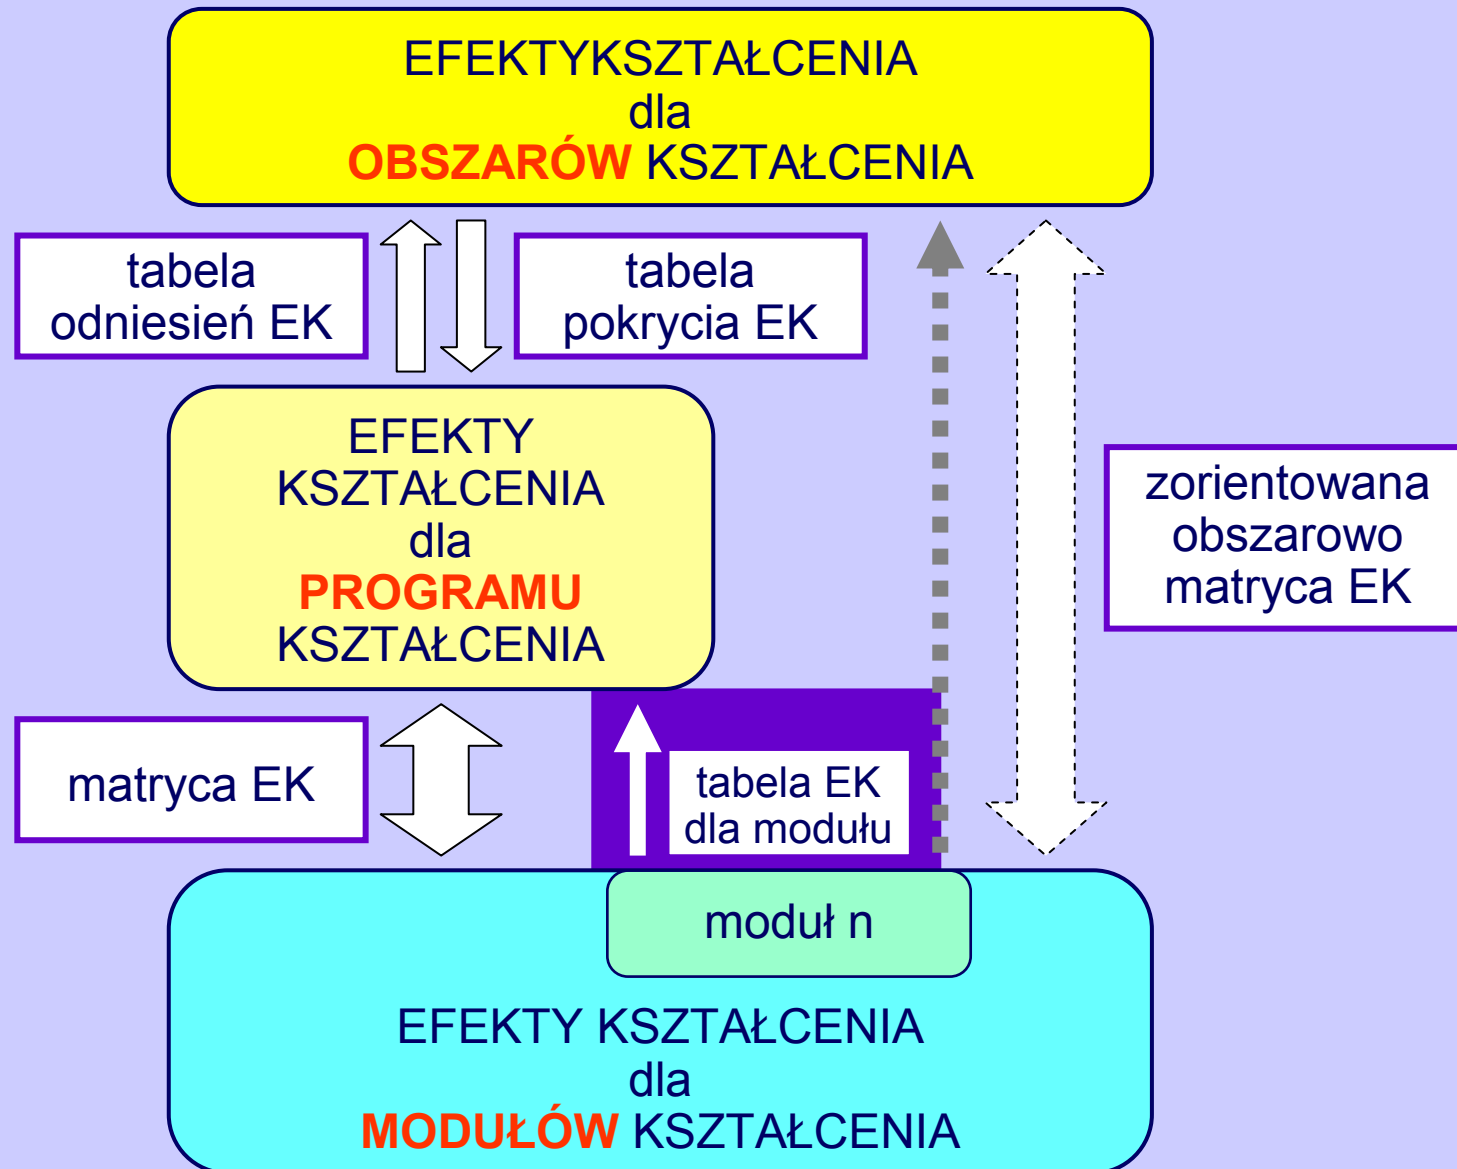 EFEKTYKSZTAŁCENIA
dla
OBSZARÓW KSZTAŁCENIA
tabela
odniesień EK
tabela
pokrycia EK
EFEKTY
KSZTAŁCENIA
dla
PROGRAMU
KSZTAŁCENIA
zorientowana
obszarowo
matryca EK
matryca EK
tabela EK
dla modułu
moduł n
EFEKTY KSZTAŁCENIA
dla
MODUŁÓW KSZTAŁCENIA